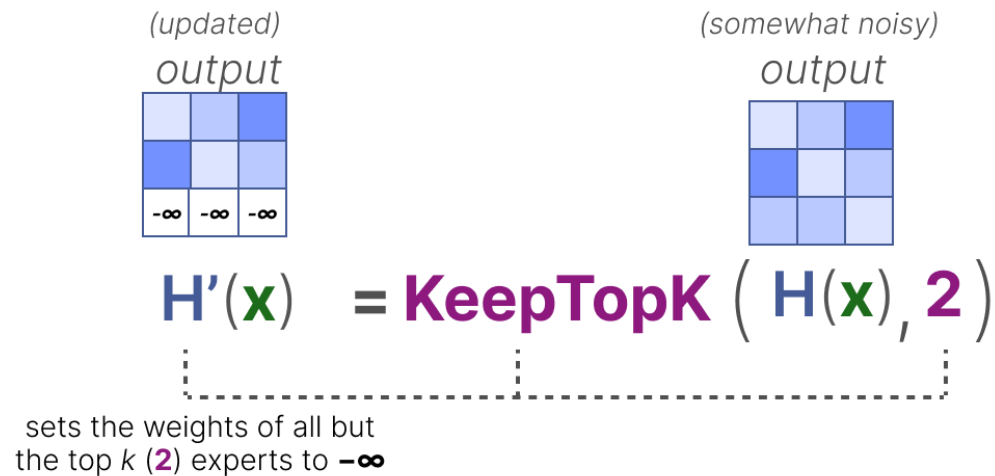 (updated)
output
(somewhat noisy)
output
-∞ -∞ -∞
H’(x) = KeepTopK ( H(x), 2 )
sets the weights of all but
the top k (2) experts to -∞